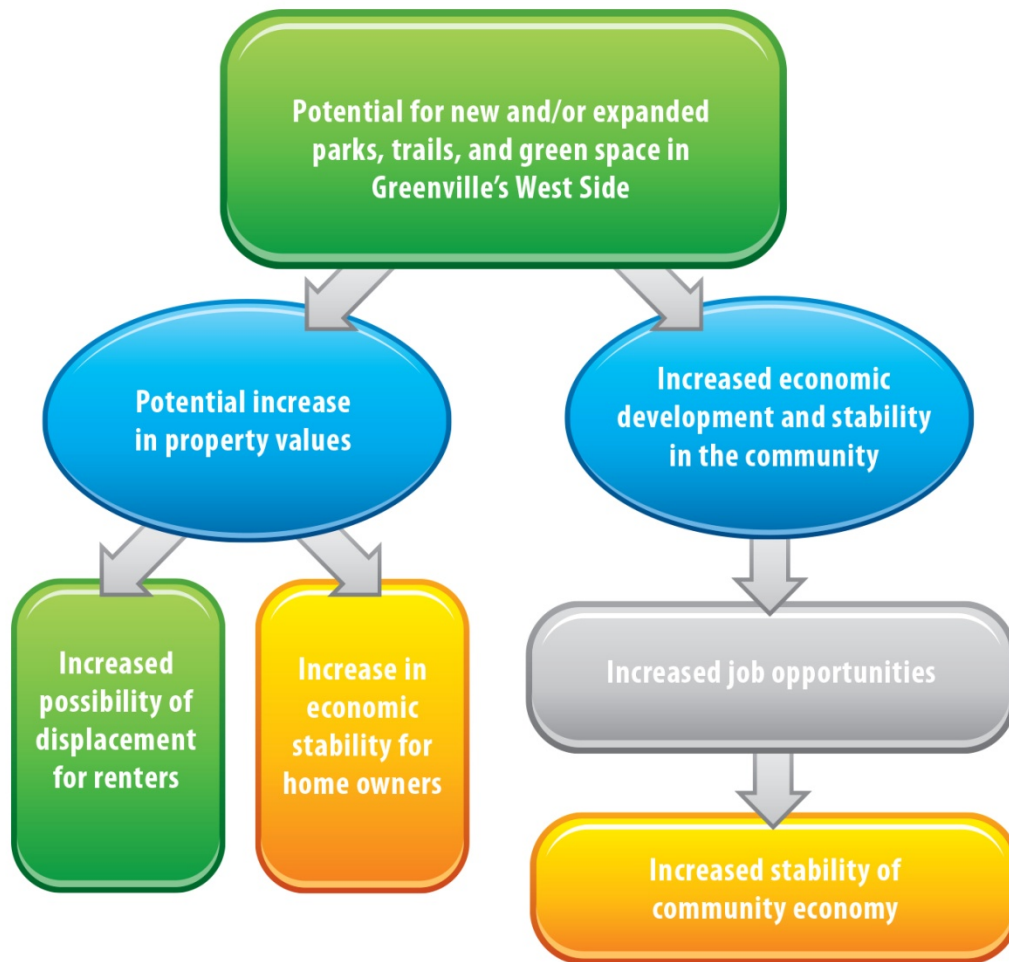 Potential for new and/or expanded
parks, trails, and green space in
Greenville’s West Side
Potential increase
in property values
Increased economic
development and stability
in the community
Increased
possibility of
displacement
for renters
Increase in
economic
stability for
home owners
Increased job opportunities
Increased stability of
community economy